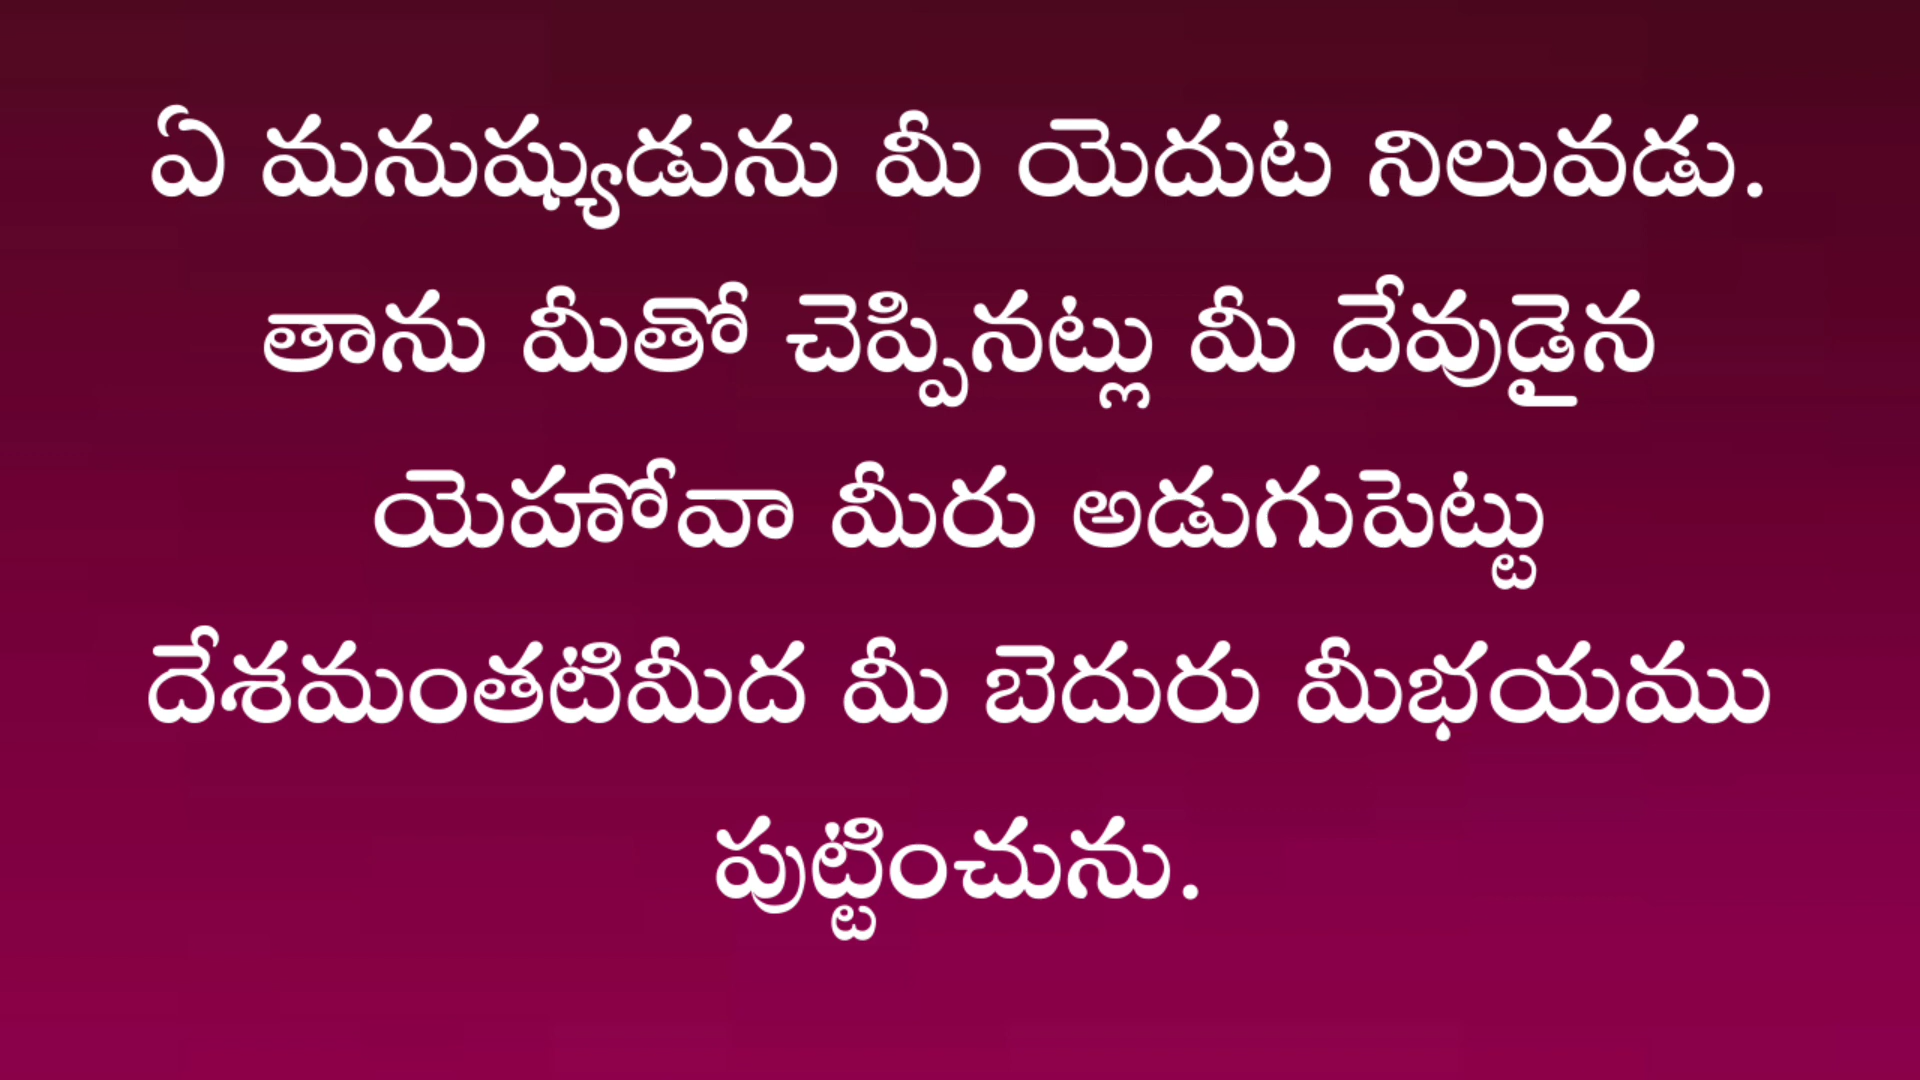 ఏ మనుష్యుడును మీ యెదుట నిలువడు.
తాను మీతో చెప్పినట్లు మీ దేవుడైన
యెహోవా మీరు అడుగుపెట్టు
దేశమంతటిమీద మీ బెదురు మీభయము
పుట్టించును.